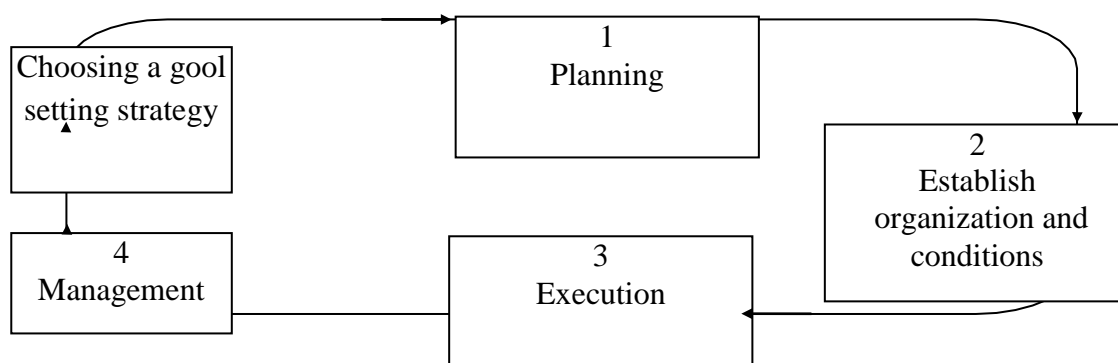 Choosing a gool
setting strategy
1
Planning
2
Establish
organization and
conditions
3
Execution
4
Management